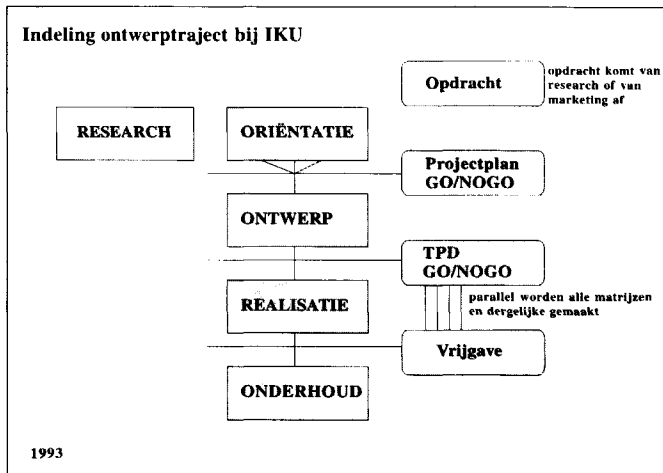 Indeling ontwerptraject bij IKU
Opdracht
opdracht komt van
research of van
marketing af
RESEARCH
ORIËNTATIE
Projectplan
GO/NOGO
ONTWERP
TPD
GO/NOGO
REALISATIE
parallel worden alle matrijzen
en dergelijke gemaakt
Vrijgave
ONDERHOUD
1993